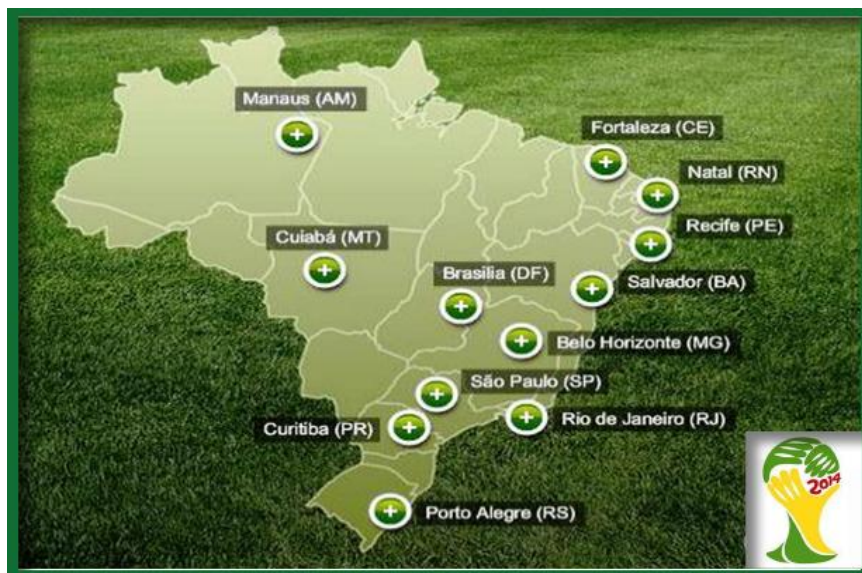 Manaus (AM)
Fortaleza (CE)
Natal (RN)
Recife (PE)
Cuiabá (MT)
Brasilia (DF)
Salvador (BA)
Belo Horizonte (MG)
São Paulo (SP)
Rio de Janeiro (RJ)
Curitiba (PR)
Porto Alegre (RS)
2014